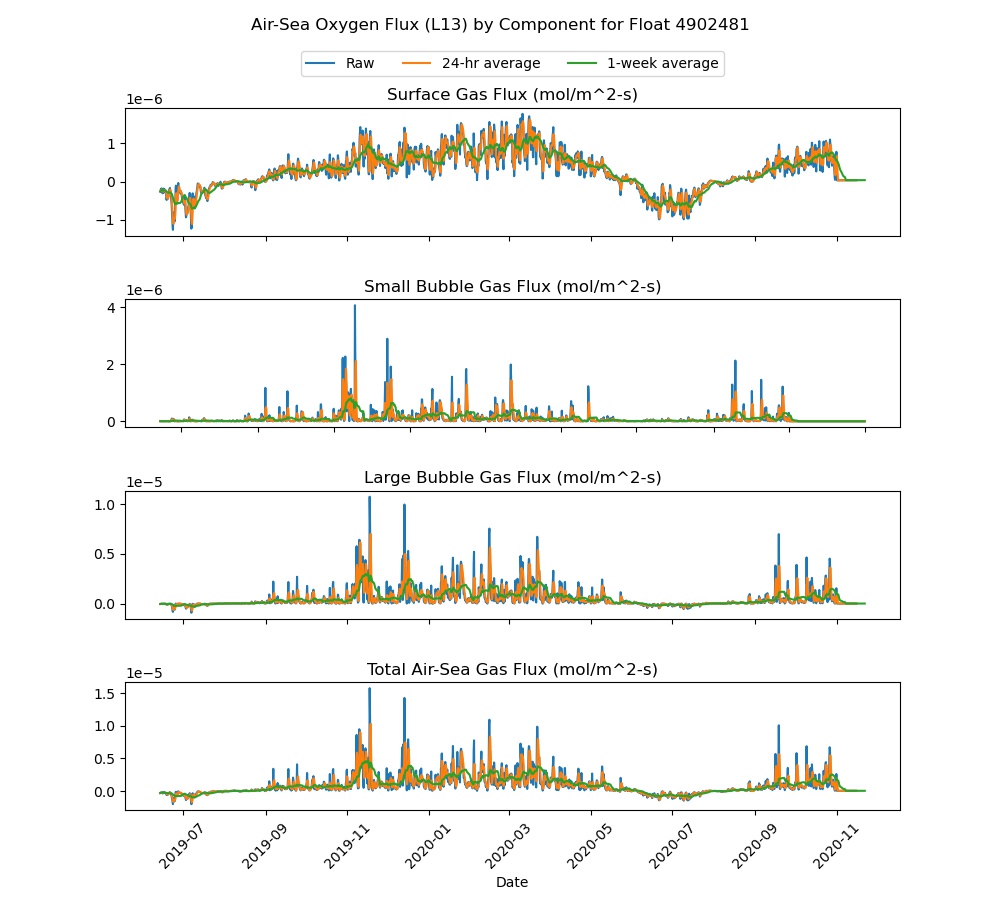 Air-Sea Oxygen Flux (L13) by Component for Float 4902481
Raw 24-hr average 1-week average
Surface Gas Flux (mol/m^2-s)
1e−6
1
0
−1
Small Bubble Gas Flux (mol/m^2-s)
1e−6
4
2
0
Large Bubble Gas Flux (mol/m^2-s)
1e−5
1.0
0.5
0.0
Total Air-Sea Gas Flux (mol/m^2-s)
1e−5
1.5
1.0
0.5
0.0
2019-07 2019-09 2019-11 2020-01 2020-03 2020-05 2020-07 2020-09 2020-11
Date